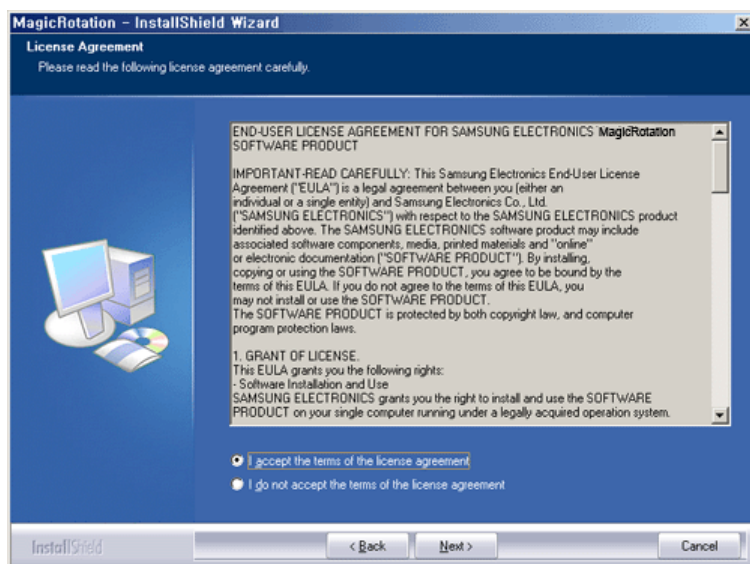 MagicRotation - InstallShield Wizard
License Agreement
Please read the following license agreement carefully.
END-USER LICENSE AGREEMENT FOR SAMSUNG ELECTRONICS MagicRotation
SOFTWARE PRODUCT
IMPORTANT-READ CAREFULLY: This Samsung Electronics End-User License
Agreement ("EULA") is a legal agreement between you (either an
individual or a single entity) and Samsung Electronics Co., Ltd.
("SAMSUNG ELECTRONICS") with respect to the SAMSUNG ELECTRONICS product
identified above. The SAMSUNG ELECTRONICS software product may include
associated software components, media, printed materials and "online"
or electronic documentation ("SOFTWARE PRODUCT"). By installing,
copying or using the SOFTWARE PRODUCT, you agree to be bound by the
terms of this EULA. If you do not agree to the terms of this EULA, you
may not install or use the SOFTWARE PRODUCT.
The SOFTWARE PRODUCT is protected by both copyright law, and computer
program protection laws.
1. GRANT OF LICENSE.
This EULA grants you the following rights:
- Software Installation and Use
SAMSUNG ELECTRONICS grants you the right to install and use the SOFTWARE
PRODUCT on your single computer running under a legally acquired operation system.
I accept the terms of the license agreement
I do not accept the terms of the license agreement
InstallShield
< Back
Next >
Cancel